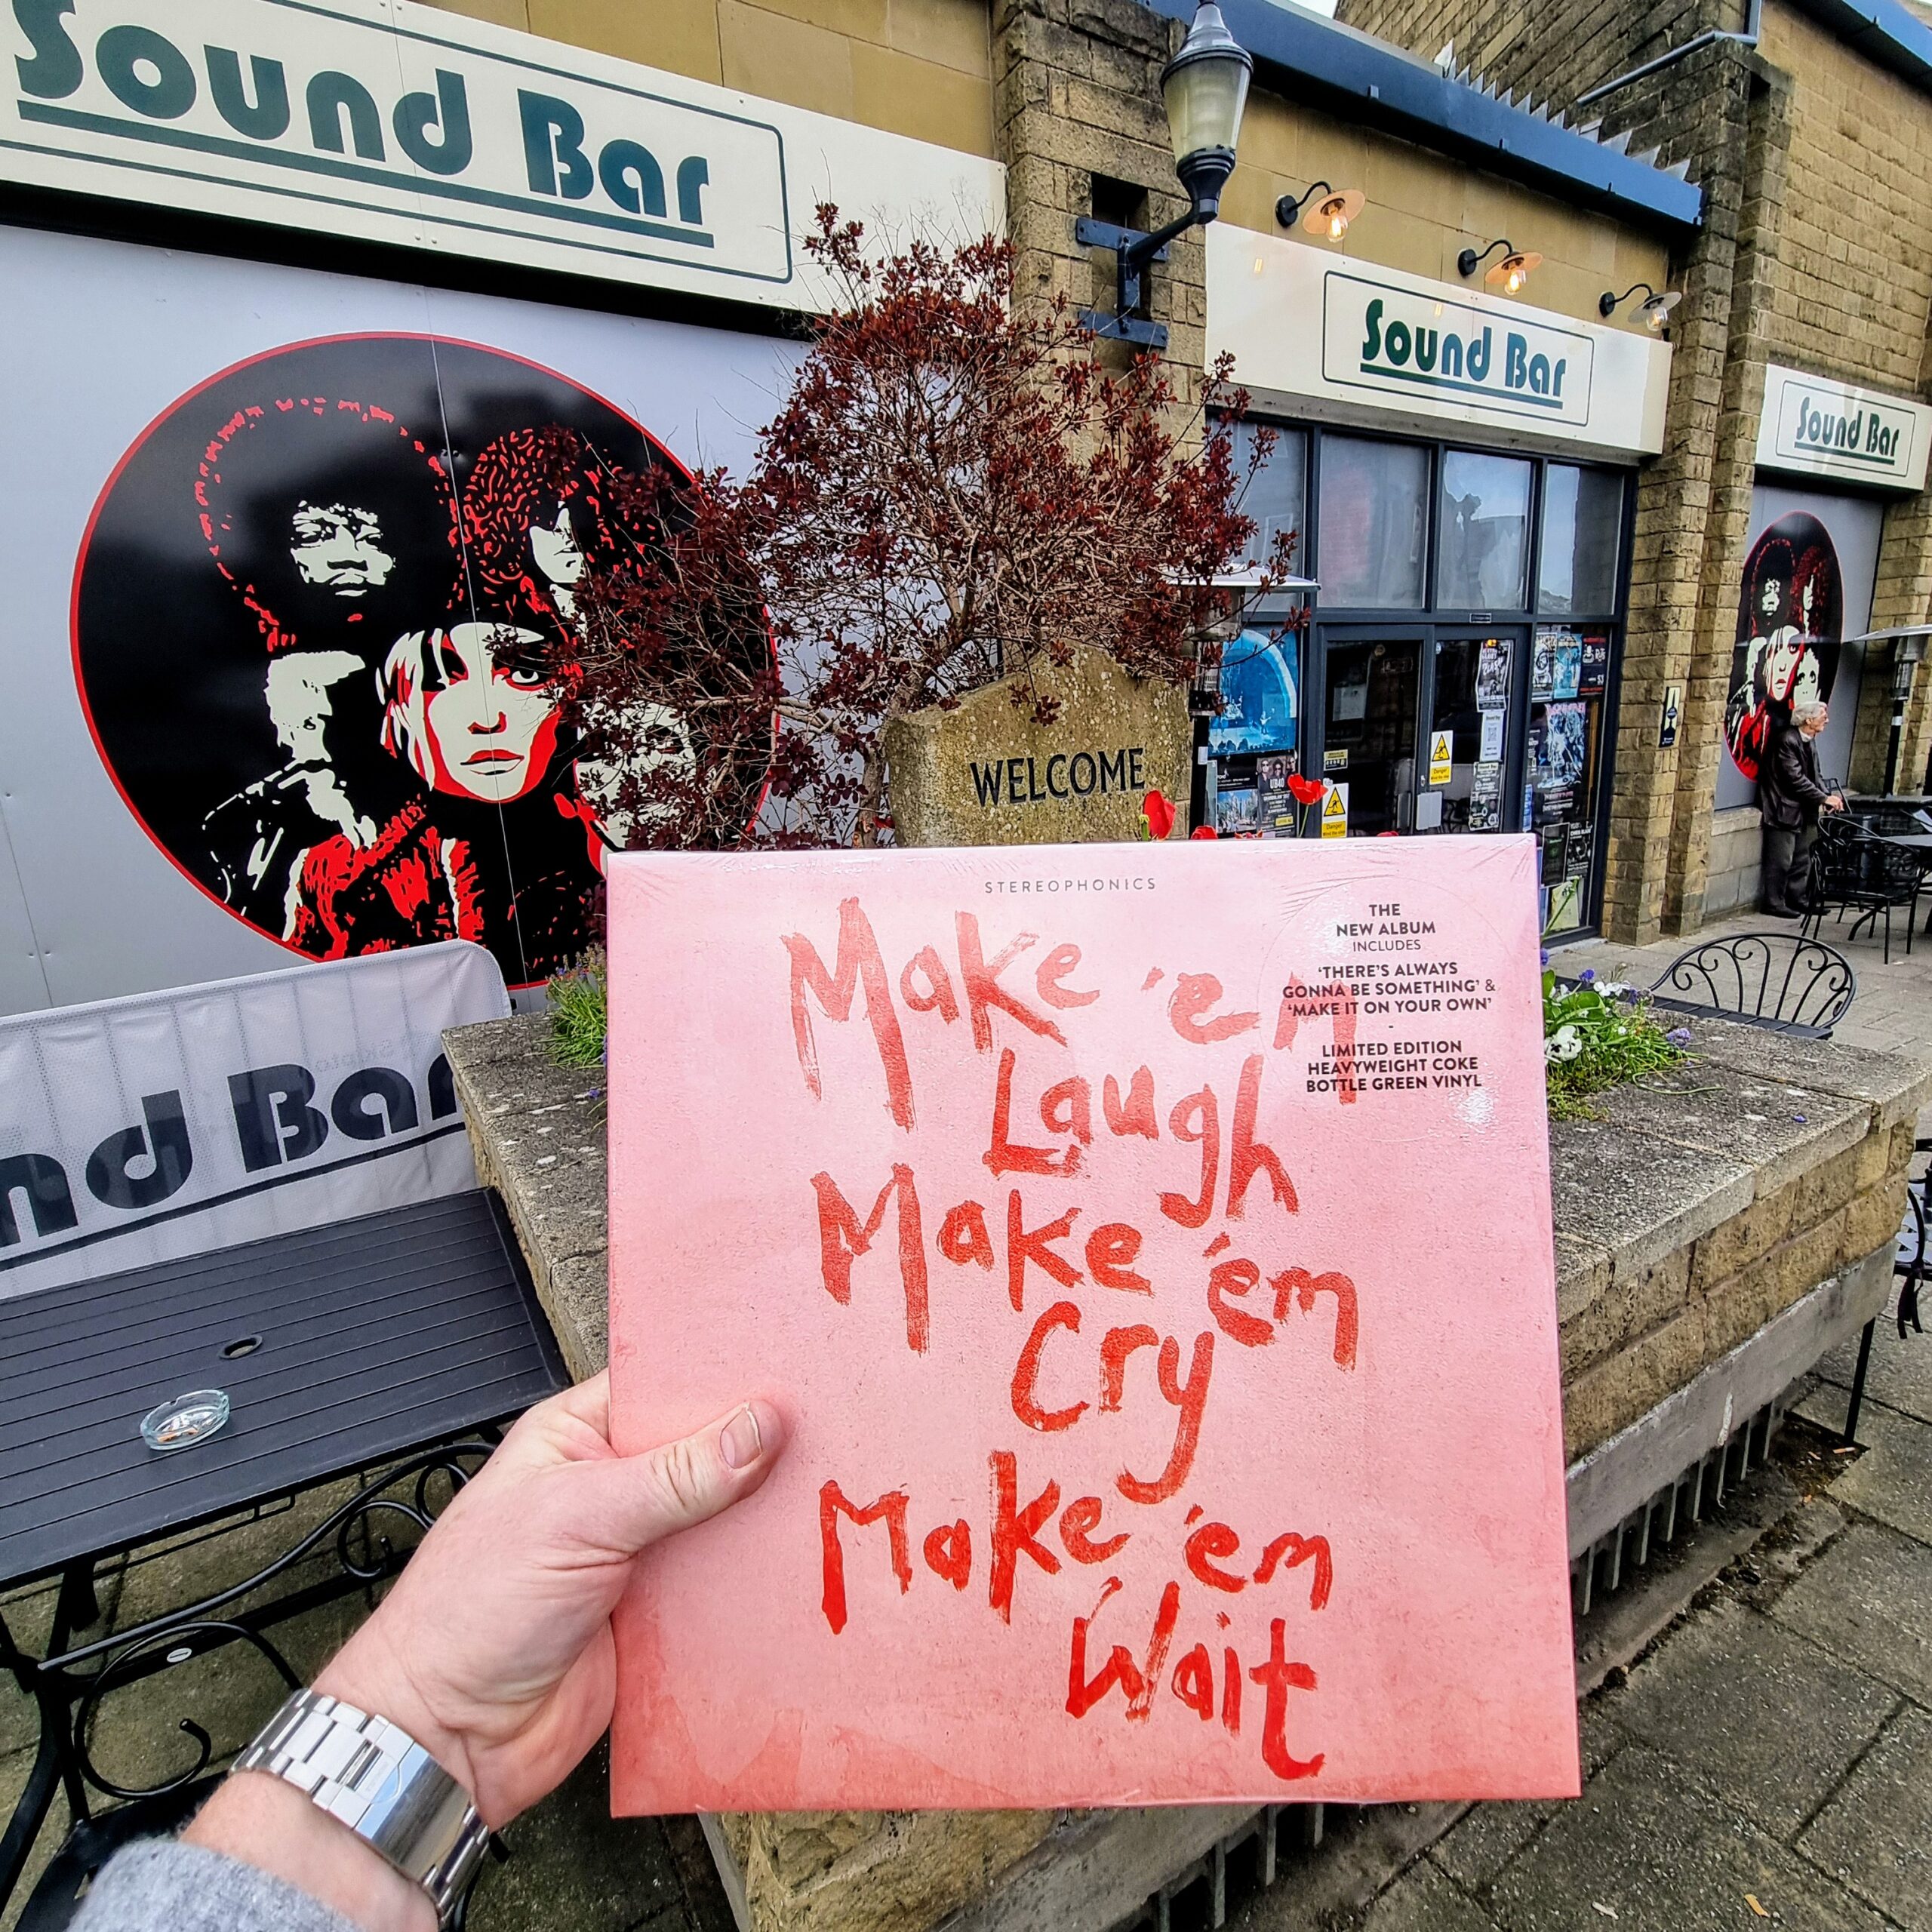 Sound Bar
Sound Bar
Sound Bar
WELCOME
Danger
Danger
nd Bar
STEREOPHONICS
Make 'em
Laugh
Make 'em
Cry
Make 'em
Wait
THE
NEW ALBUM
INCLUDES
'THERE'S ALWAYS
GONNA BE SOMETHING' &
'MAKE IT ON YOUR OWN'
-
LIMITED EDITION
HEAVYWEIGHT COKE
BOTTLE GREEN VINYL